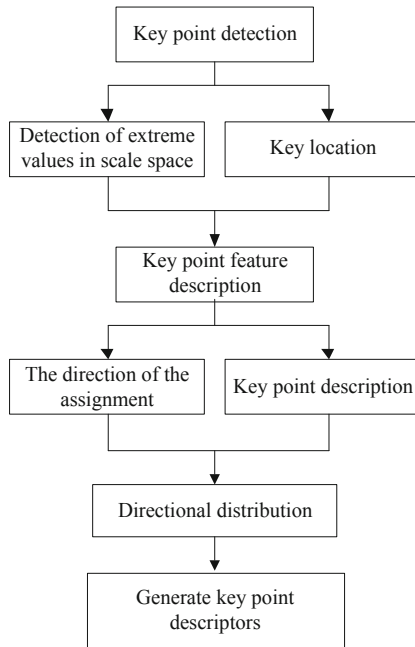 Key point detection
Detection of extreme
values in scale space
Key location
Key point feature
description
The direction of the
assignment
Key point description
Directional distribution
Generate key point
descriptors